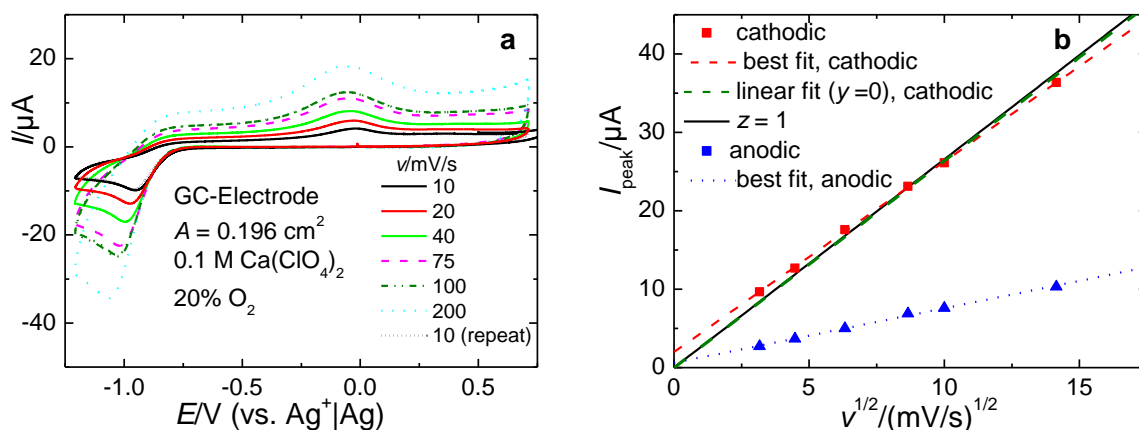 a
I/μA
20
0
-20
-40
GC-Electrode
A = 0.196 cm²
0.1 M Ca(ClO₄)₂
20% O₂
v/mV/s
10
20
40
75
100
200
10 (repeat)
-1.0
-0.5
0.0
0.5
E/V (vs. Ag⁺|Ag)
b
I_peak/μA
40
30
20
10
0
cathodic
best fit, cathodic
linear fit (y =0), cathodic
z = 1
anodic
best fit, anodic
0
5
10
15
v^1/2/(mV/s)^1/2